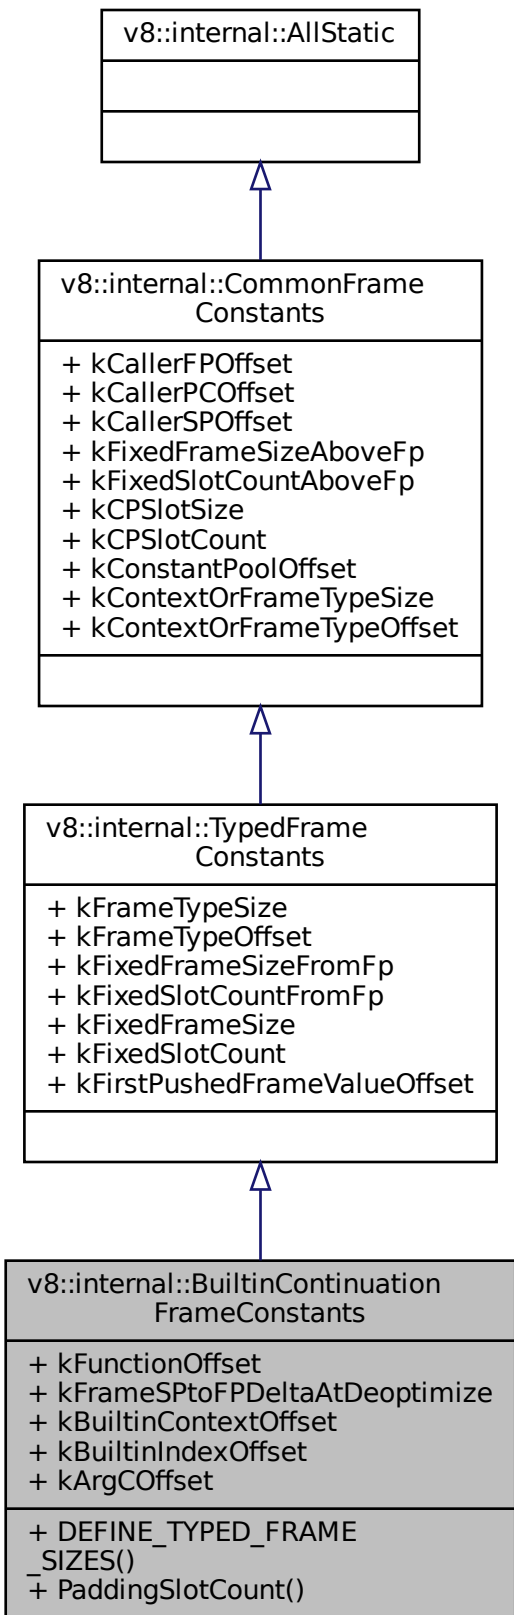 v8::internal::AllStatic
v8::internal::CommonFrame
Constants
+ kCallerFPOffset
+ kCallerPCOffset
+ kCallerSPOffset
+ kFixedFrameSizeAboveFp
+ kFixedSlotCountAboveFp
+ kCPSlotSize
+ kCPSlotCount
+ kConstantPoolOffset
+ kContextOrFrameTypeSize
+ kContextOrFrameTypeOffset
v8::internal::TypedFrame
Constants
+ kFrameTypeSize
+ kFrameTypeOffset
+ kFixedFrameSizeFromFp
+ kFixedSlotCountFromFp
+ kFixedFrameSize
+ kFixedSlotCount
+ kFirstPushedFrameValueOffset
v8::internal::BuiltinContinuation
FrameConstants
+ kFunctionOffset
+ kFrameSPtoFPDeltaAtDeoptimize
+ kBuiltinContextOffset
+ kBuiltinIndexOffset
+ kArgCOffset
+ DEFINE_TYPED_FRAME
_SIZES()
+ PaddingSlotCount()